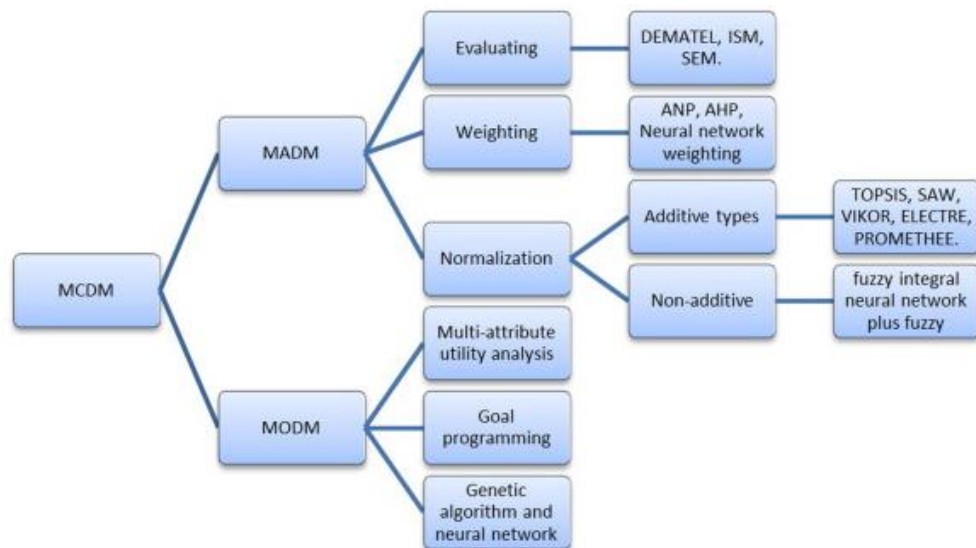 Evaluating
DEMATEL, ISM,
SEM.
MADM
Weighting
ANP, AHP,
Neural network
weighting
Normalization
Additive types
TOPSIS, SAW,
VIKOR, ELECTRE,
PROMETHEE.
Non-additive
fuzzy integral
neural network
plus fuzzy
MCDM
Multi-attribute
utility analysis
MODM
Goal
programming
Genetic
algorithm and
neural network